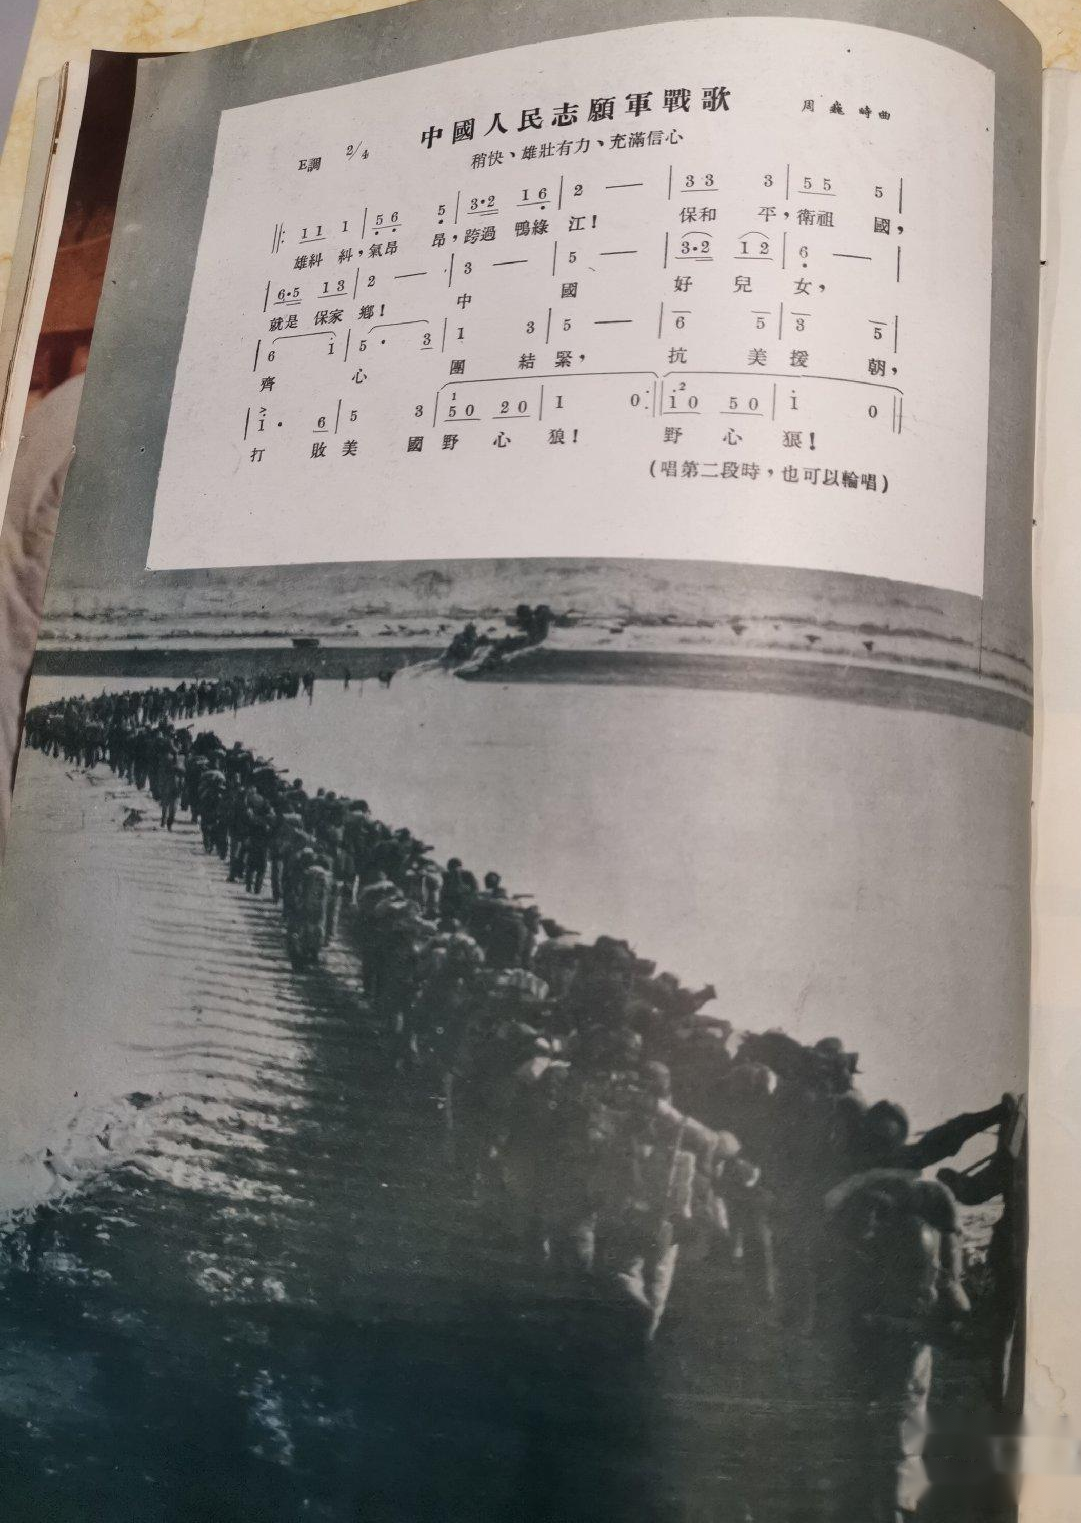 中國人民志願軍戰歌
周巍峙曲
E調 2/4
稍快、雄壯有力、充滿信心
‖: 1 1 1 | 5 6 5 | 3·2 1 6 | 2 — | 3 3 3 | 5 5 5 |
雄糾糾，氣昂昂，跨過鴨綠江！保和平，衛祖國，
| 6·5 1 3 | 2 — | 3 — | 5 — | 3·2 1 2 | 6 — |
就是保家鄉！中國好兒女，
| 6 1 | 5 · 3 | 1 3 | 5 — | 6 5 | 3 5 |
齊心團結緊，抗美援朝，
| 1 · 6 | 5 3 | 1 5 0 2 0 | 1 0 :‖ 2 1 0 5 0 | 1 0 ‖
打敗美國野心狼！野心狼！
(唱第二段時，也可以輪唱)